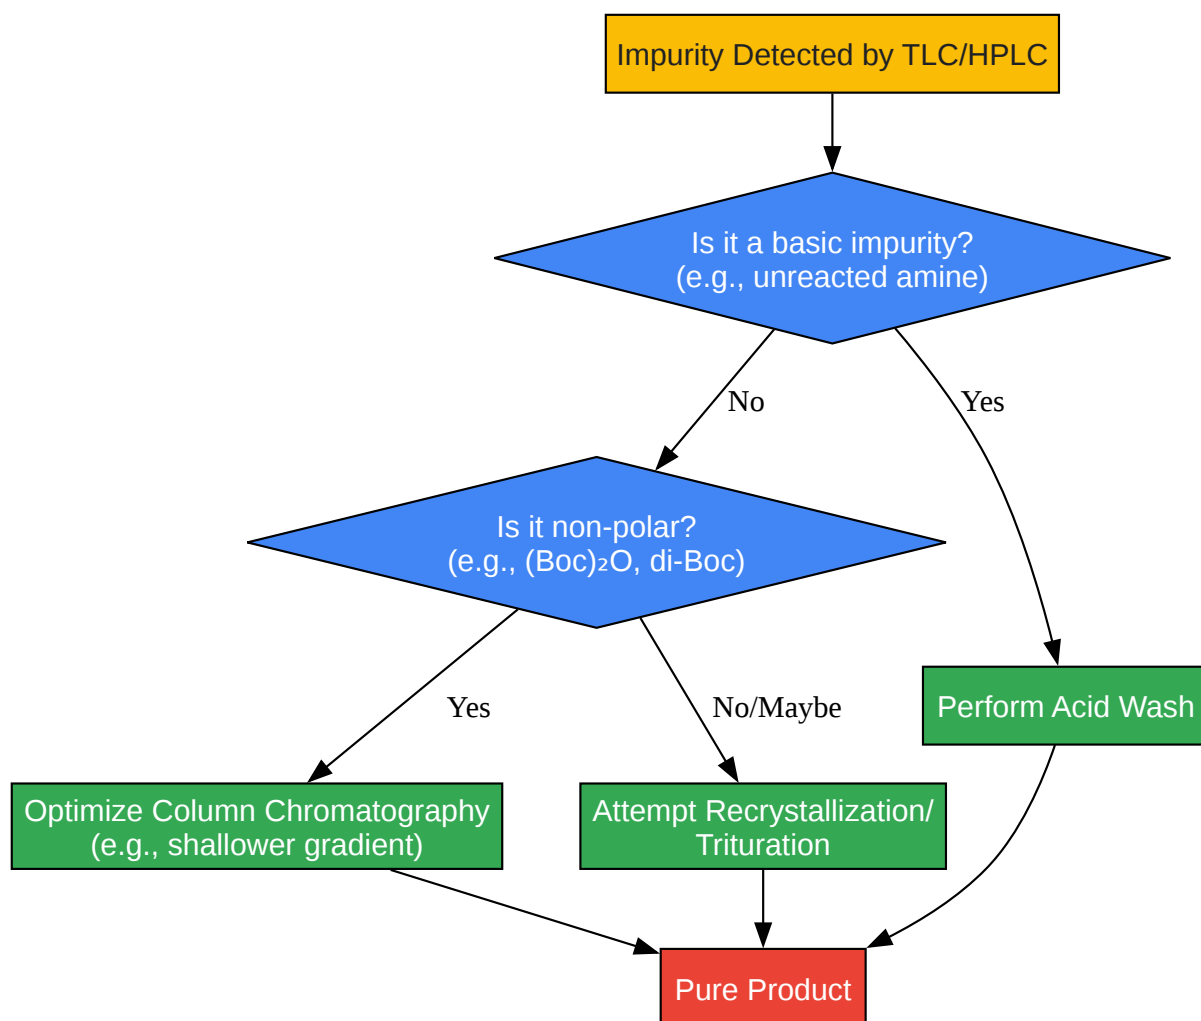 Impurity Detected by TLC/HPLC
Is it a basic impurity?
(e.g., unreacted amine)
No
Yes
Is it non-polar?
(e.g., (Boc)₂O, di-Boc)
Yes
No/Maybe
Perform Acid Wash
Optimize Column Chromatography
(e.g., shallower gradient)
Attempt Recrystallization/
Trituration
Pure Product